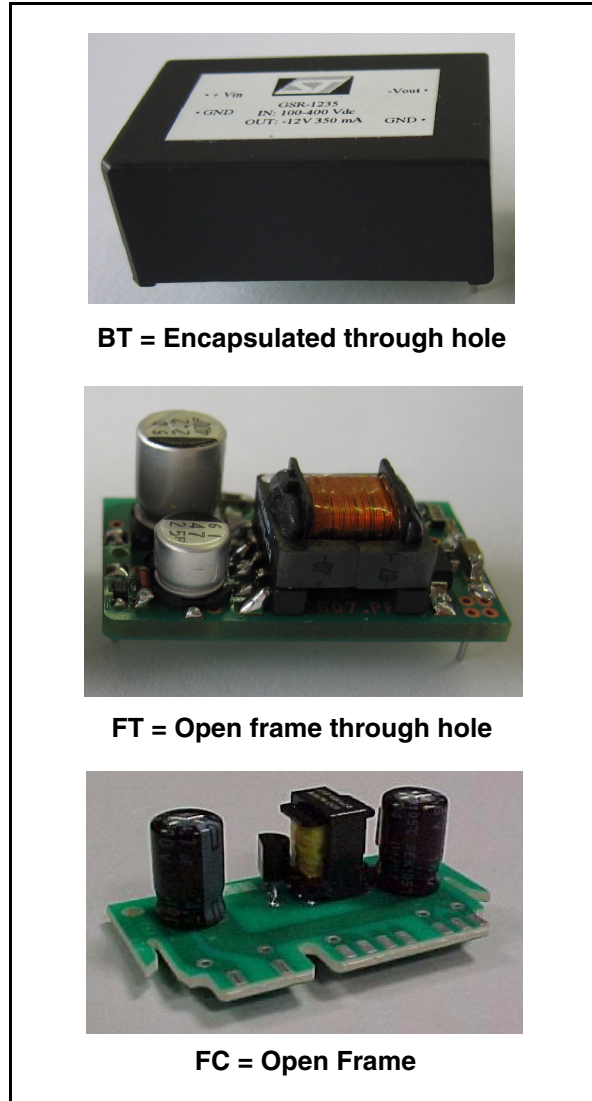 ST
• + Vin
-Vout •
GSR-1235
• GND
IN: 100-400 Vdc
OUT: -12V 350 mA
GND •
BT = Encapsulated through hole
FT = Open frame through hole
FC = Open Frame